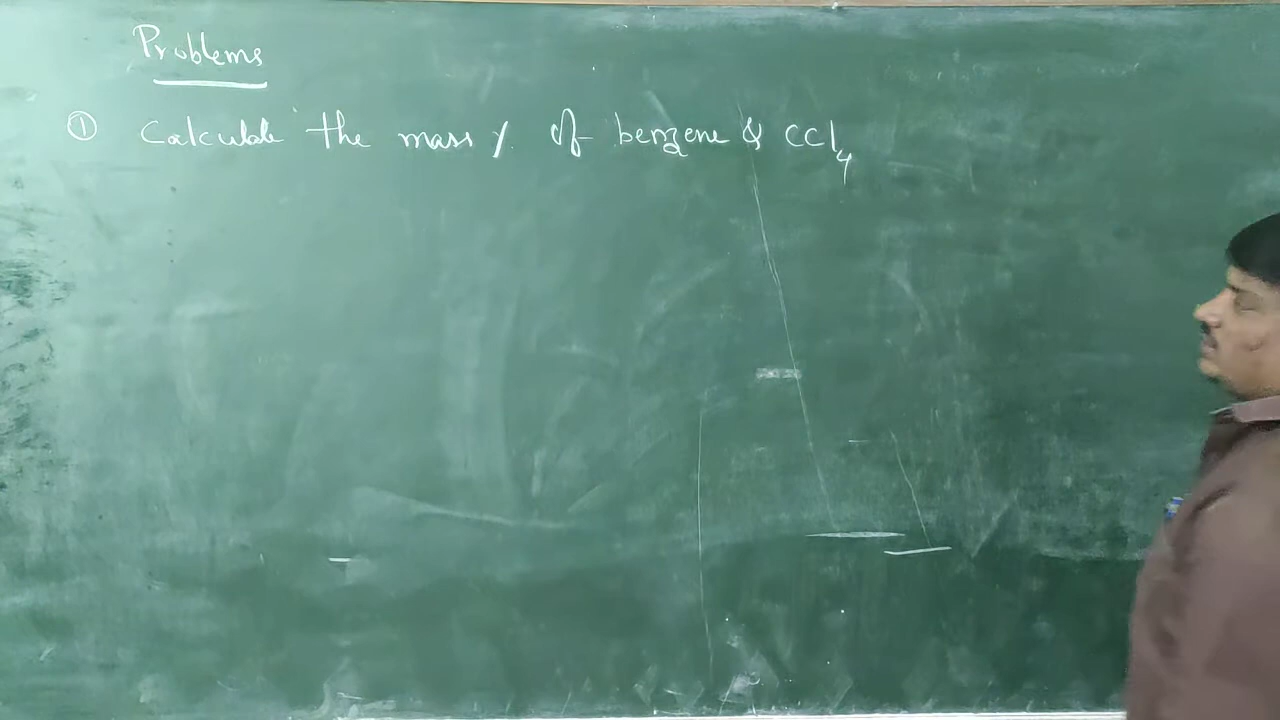 Problems
① Calculate the mass % of benzene & CCl₄